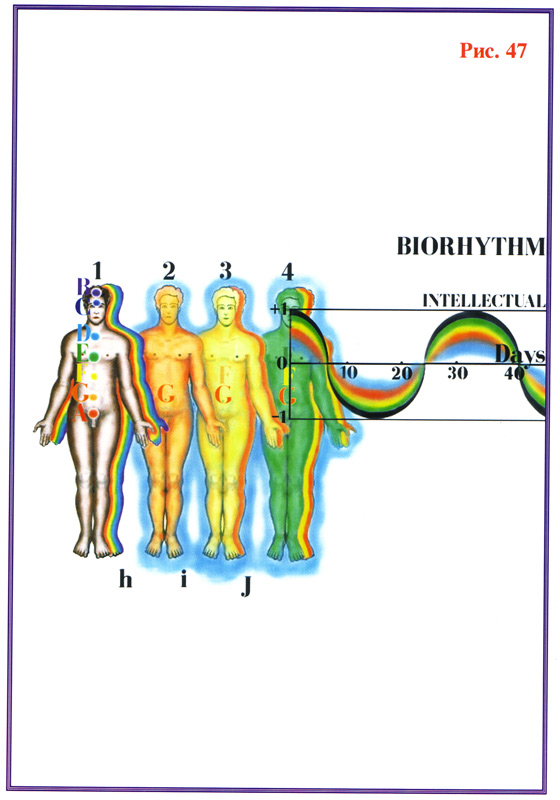 Рис. 47
BIORHYTHM
1 2 3 4
INTELLECTUAL
+1
B
C
D
E
F
G
A
G
F
G
F
G
Days
0
10 20 30 40
-1
h i J